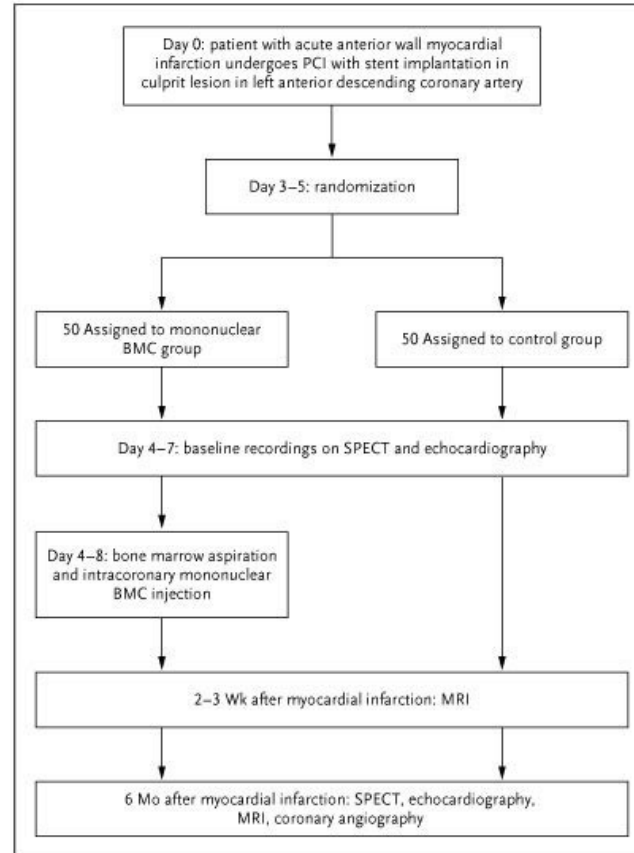 Day 0: patient with acute anterior wall myocardial
infarction undergoes PCI with stent implantation in
culprit lesion in left anterior descending coronary artery
Day 3–5: randomization
50 Assigned to mononuclear
BMC group
50 Assigned to control group
Day 4–7: baseline recordings on SPECT and echocardiography
Day 4–8: bone marrow aspiration
and intracoronary mononuclear
BMC injection
2–3 Wk after myocardial infarction: MRI
6 Mo after myocardial infarction: SPECT, echocardiography,
MRI, coronary angiography